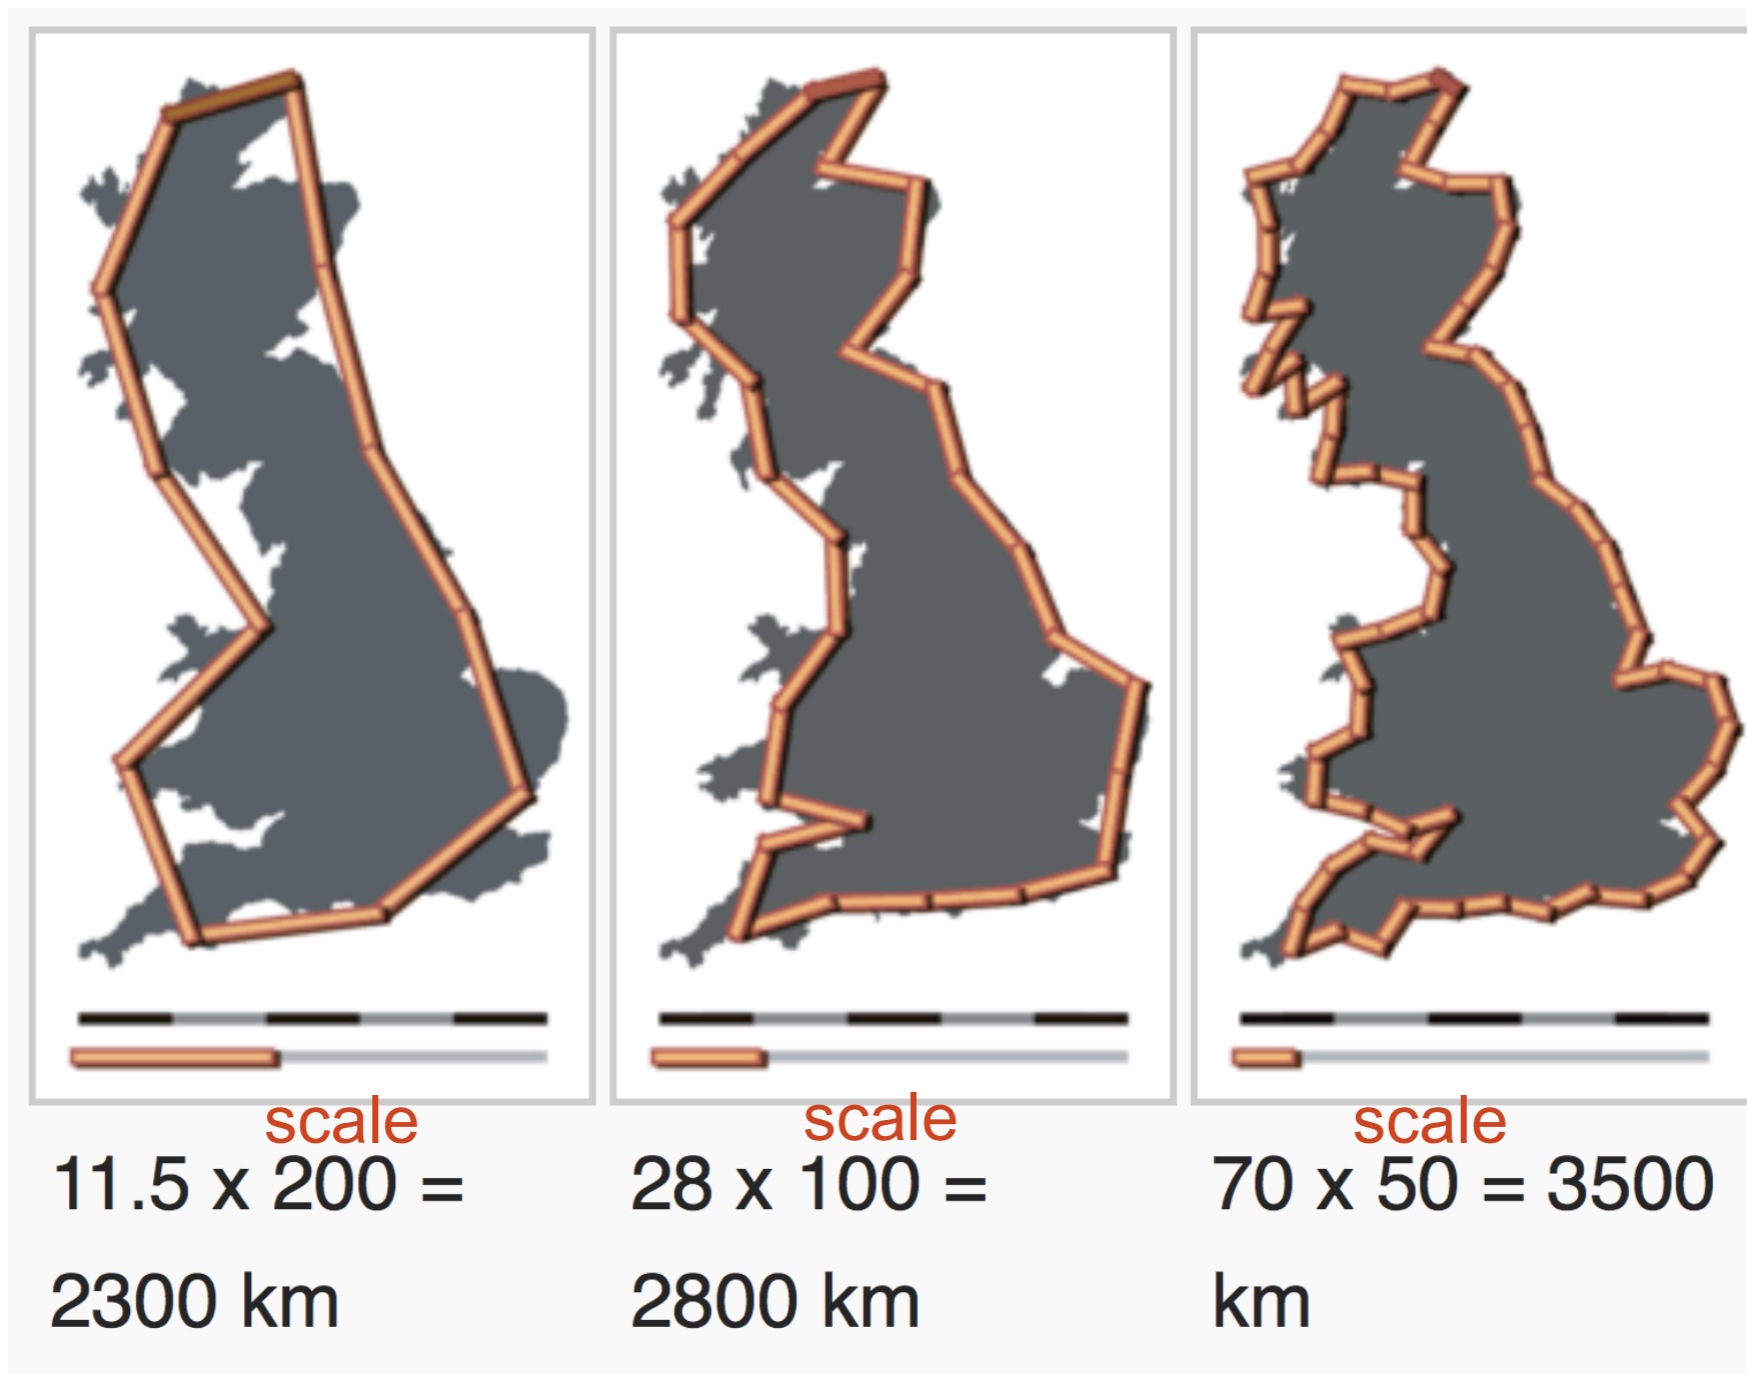 scale
11.5 x 200 =
2300 km
scale
28 x 100 =
2800 km
scale
70 x 50 = 3500
km